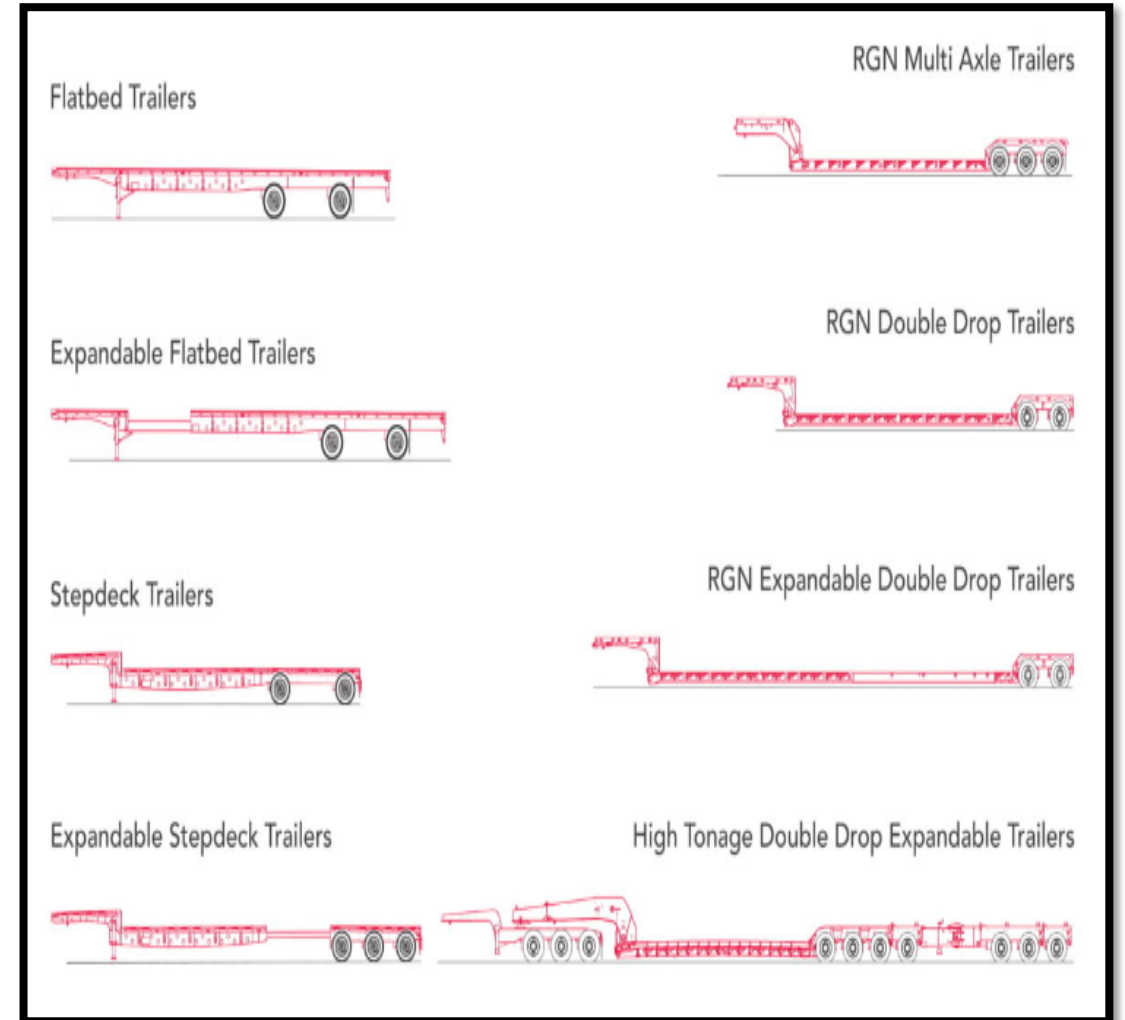 Flatbed Trailers
RGN Multi Axle Trailers
Expandable Flatbed Trailers
RGN Double Drop Trailers
Stepdeck Trailers
RGN Expandable Double Drop Trailers
Expandable Stepdeck Trailers
High Tonage Double Drop Expandable Trailers